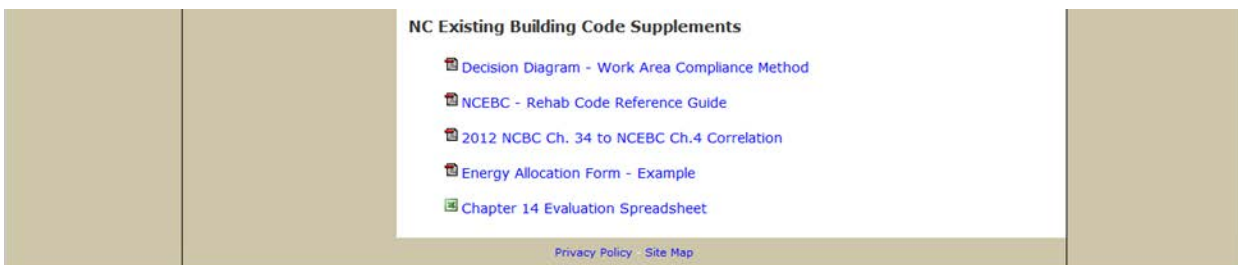 NC Existing Building Code Supplements
Decision Diagram - Work Area Compliance Method
NCEBC - Rehab Code Reference Guide
2012 NCBC Ch. 34 to NCEBC Ch.4 Correlation
Energy Allocation Form - Example
Chapter 14 Evaluation Spreadsheet
Privacy Policy - Site Map